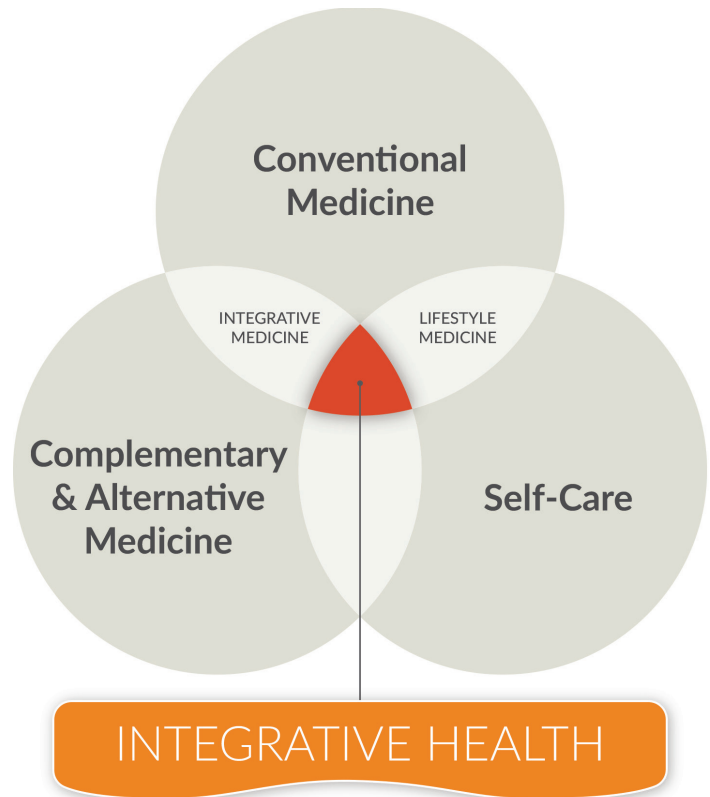 Conventional
Medicine
INTEGRATIVE
MEDICINE
LIFESTYLE
MEDICINE
Complementary
& Alternative
Medicine
Self-Care
INTEGRATIVE HEALTH